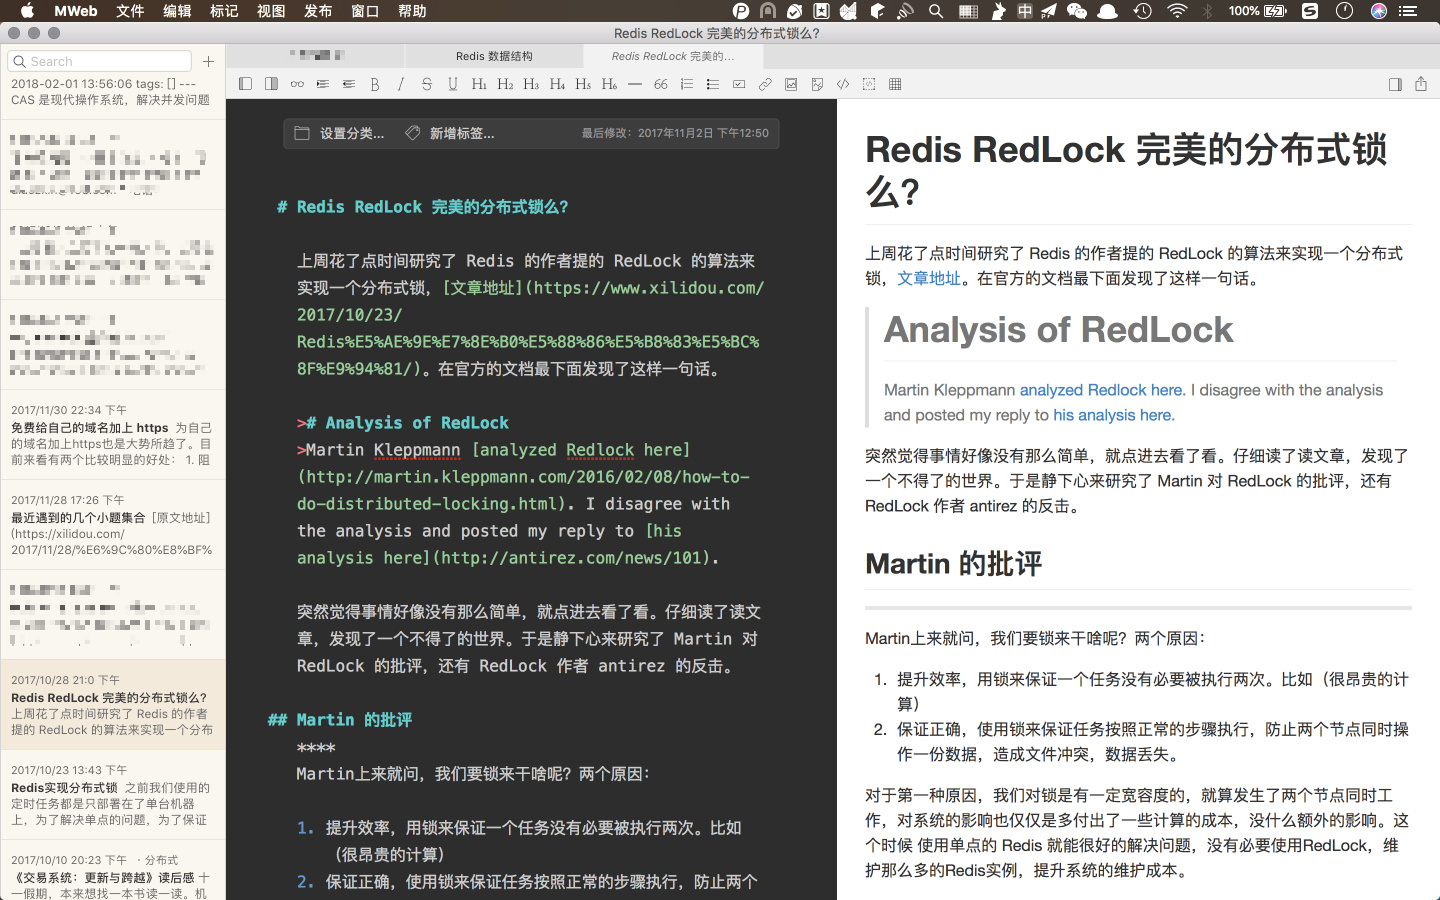 MWeb 文件 编辑 标记 视图 发布 窗口 帮助
100%
Redis RedLock 完美的分布式锁么?
Search
Redis 数据结构
Redis RedLock 完美的...
2018-02-01 13:56:06 tags: [] ---
CAS 是现代操作系统，解决并发问题
2017/11/30 22:34 下午
免费给自己的域名加上 https 为自己
的域名加上https也是大势所趋了。目
前来看有两个比较明显的好处： 1. 阻
2017/11/28 17:26 下午
最近遇到的几个小题集合 [原文地址]
(https://xilidou.com/
2017/11/28/%E6%9C%80%E8%BF%
2017/10/28 21:0 下午
Redis RedLock 完美的分布式锁么?
上周花了点时间研究了 Redis 的作者
提的 RedLock 的算法来实现一个分布
2017/10/23 13:43 下午
Redis实现分布式锁 之前我们使用的
定时任务都是只部署在了单台机器
上，为了解决单点的问题，为了保证
2017/10/10 20:23 下午 · 分布式
《交易系统：更新与跨越》读后感 十
一假期，本来想找一本书读一读。机
H1 H2 H3 H4 H5 H6
设置分类... 新增标签... 最后修改：2017年11月2日 下午12:50
# Redis RedLock 完美的分布式锁么?
上周花了点时间研究了 Redis 的作者提的 RedLock 的算法来
实现一个分布式锁，[文章地址](https://www.xilidou.com/
2017/10/23/
Redis%E5%AE%9E%E7%8E%B0%E5%88%86%E5%B8%83%E5%BC%
8F%E9%94%81/)。在官方的文档最下面发现了这样一句话。
># Analysis of RedLock
>Martin Kleppmann [analyzed Redlock here]
(http://martin.kleppmann.com/2016/02/08/how-to-
do-distributed-locking.html). I disagree with
the analysis and posted my reply to [his
analysis here](http://antirez.com/news/101).
突然觉得事情好像没有那么简单，就点进去看了看。仔细读了读文
章，发现了一个不得了的世界。于是静下心来研究了 Martin 对
RedLock 的批评，还有 RedLock 作者 antirez 的反击。
## Martin 的批评
****
Martin上来就问，我们要锁来干啥呢？两个原因：
1. 提升效率，用锁来保证一个任务没有必要被执行两次。比如
（很昂贵的计算）
2. 保证正确，使用锁来保证任务按照正常的步骤执行，防止两个
Redis RedLock 完美的分布式锁
么?
上周花了点时间研究了 Redis 的作者提的 RedLock 的算法来实现一个分布式
锁，文章地址。在官方的文档最下面发现了这样一句话。
Analysis of RedLock
Martin Kleppmann analyzed Redlock here. I disagree with the analysis
and posted my reply to his analysis here.
突然觉得事情好像没有那么简单，就点进去看了看。仔细读了读文章，发现了
一个不得了的世界。于是静下心来研究了 Martin 对 RedLock 的批评，还有
RedLock 作者 antirez 的反击。
Martin 的批评
Martin上来就问，我们要锁来干啥呢？两个原因：
1. 提升效率，用锁来保证一个任务没有必要被执行两次。比如（很昂贵的计
算）
2. 保证正确，使用锁来保证任务按照正常的步骤执行，防止两个节点同时操
作一份数据，造成文件冲突，数据丢失。
对于第一种原因，我们对锁是有一定宽容度的，就算发生了两个节点同时工
作，对系统的影响也仅仅是多付出了一些计算的成本，没什么额外的影响。这
个时候 使用单点的 Redis 就能很好的解决问题，没有必要使用RedLock，维
护那么多的Redis实例，提升系统的维护成本。